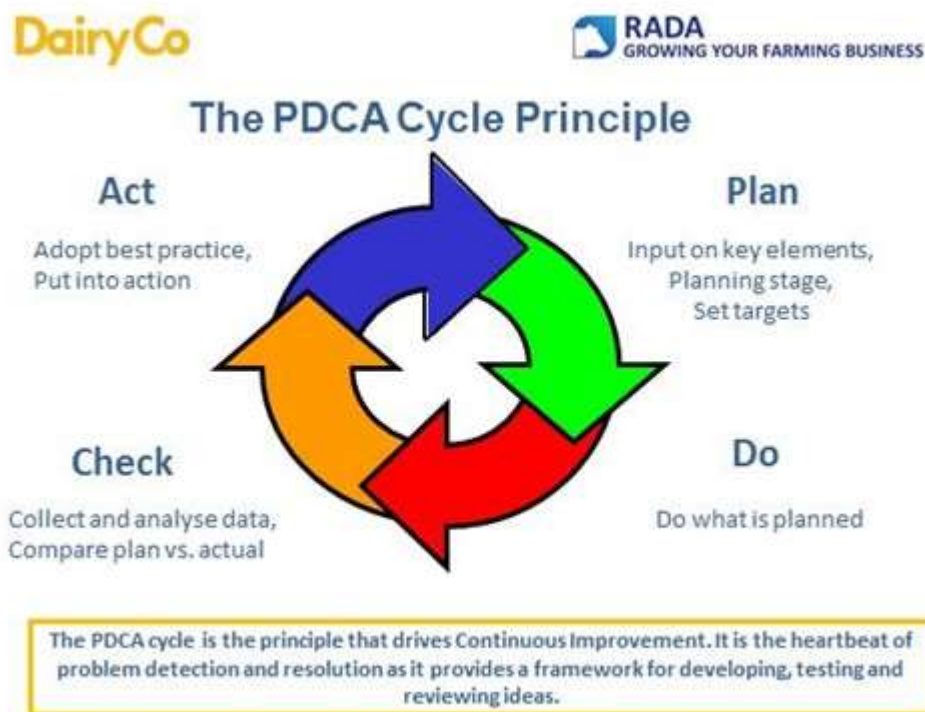 DairyCo
RADA
GROWING YOUR FARMING BUSINESS
The PDCA Cycle Principle
Act
Adopt best practice,
Put into action
Plan
Input on key elements,
Planning stage,
Set targets
Check
Collect and analyse data,
Compare plan vs. actual
Do
Do what is planned
The PDCA cycle is the principle that drives Continuous Improvement. It is the heartbeat of
problem detection and resolution as it provides a framework for developing, testing and
reviewing ideas.